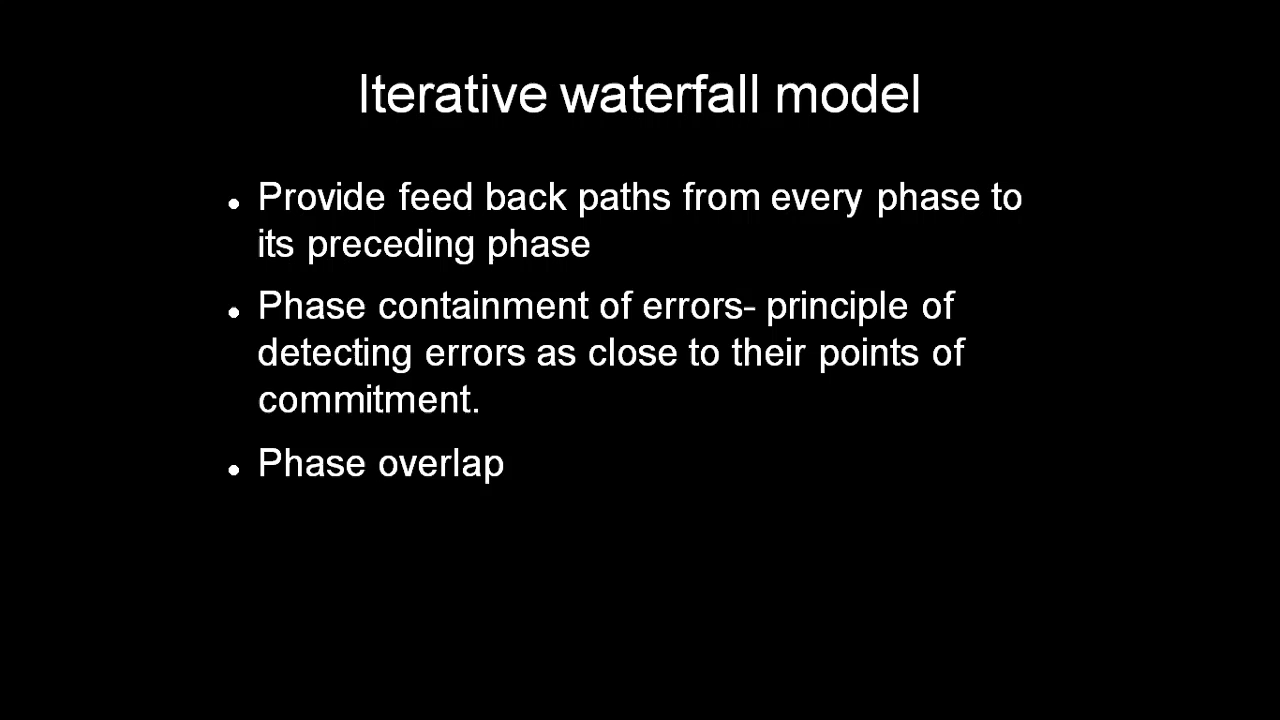 Iterative waterfall model
Provide feed back paths from every phase to
its preceding phase
Phase containment of errors- principle of
detecting errors as close to their points of
commitment.
Phase overlap